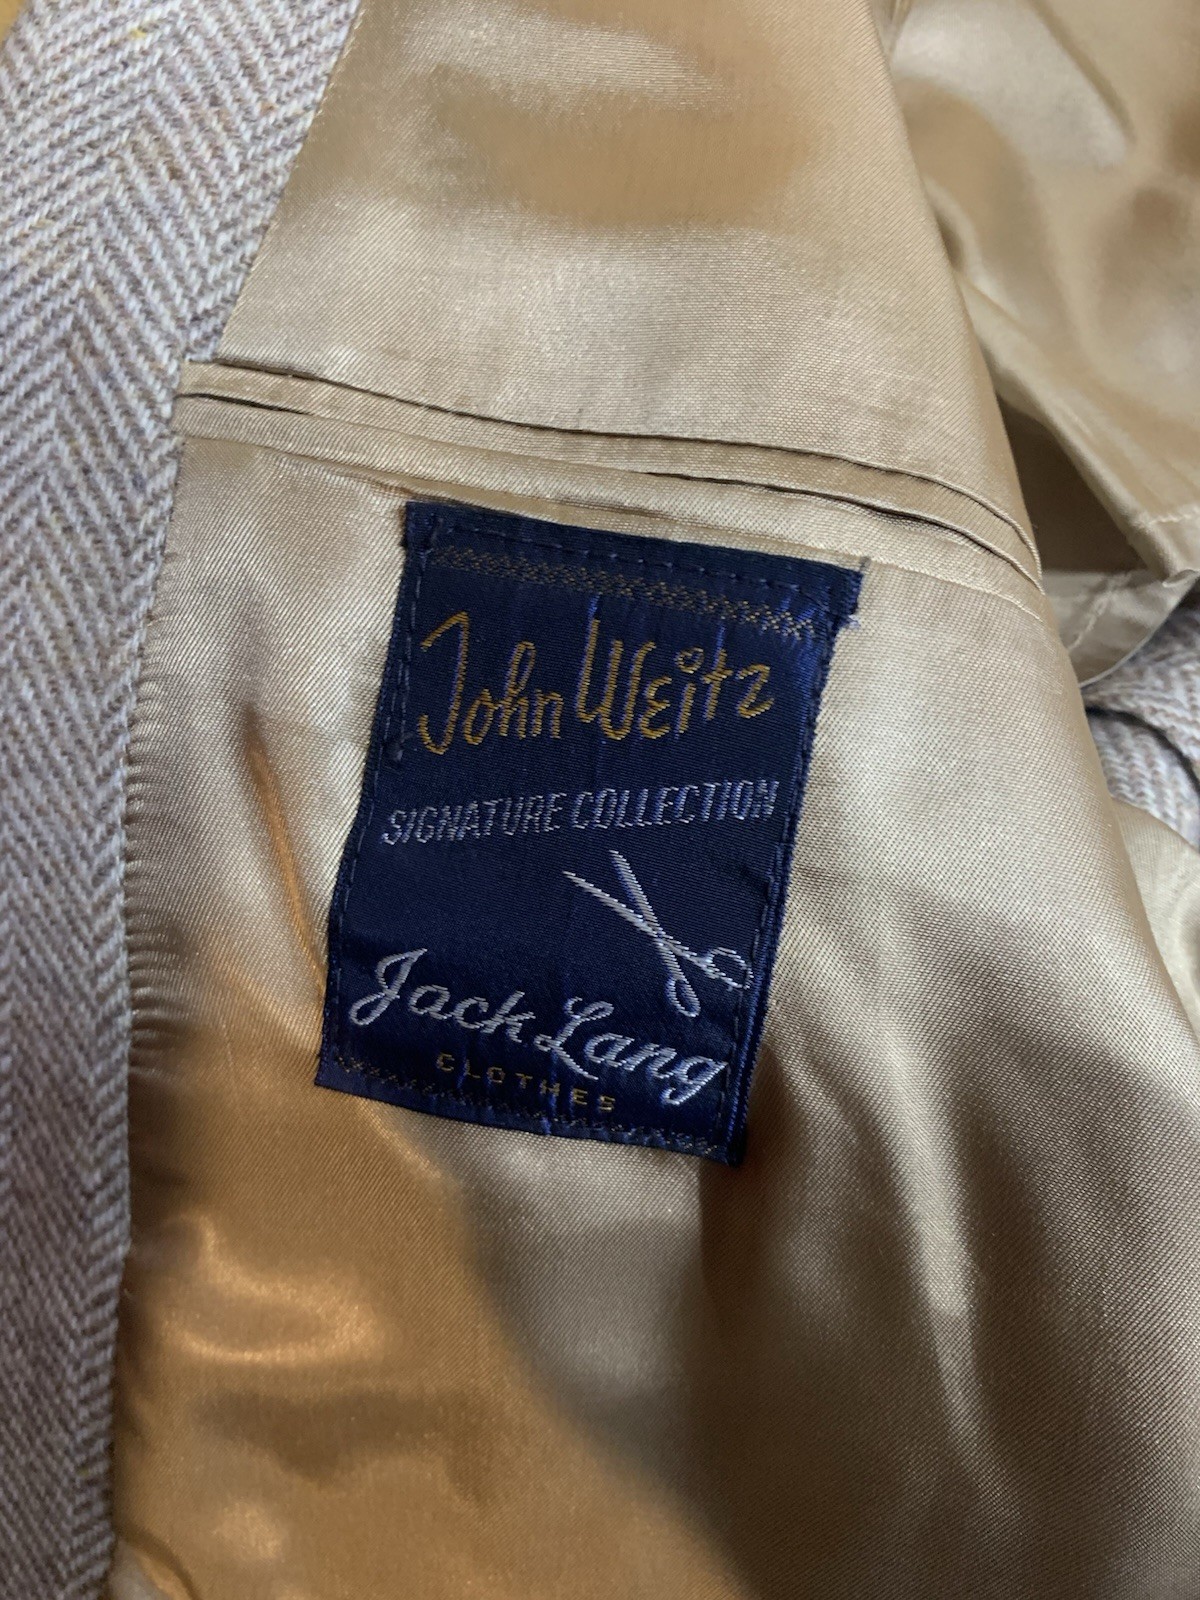 John Weitz
SIGNATURE COLLECTION
Jack Lang
CLOTHES